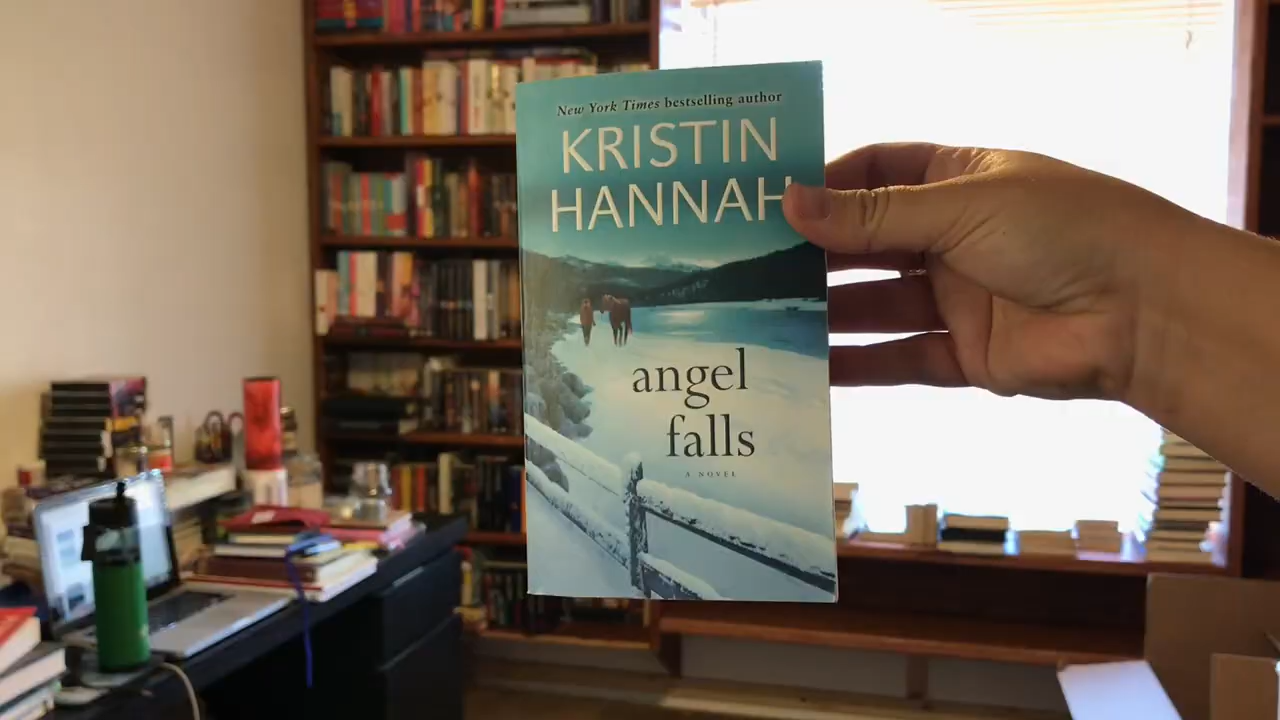 New York Times bestselling author
KRISTIN
HANNAH
angel
falls
A NOVEL